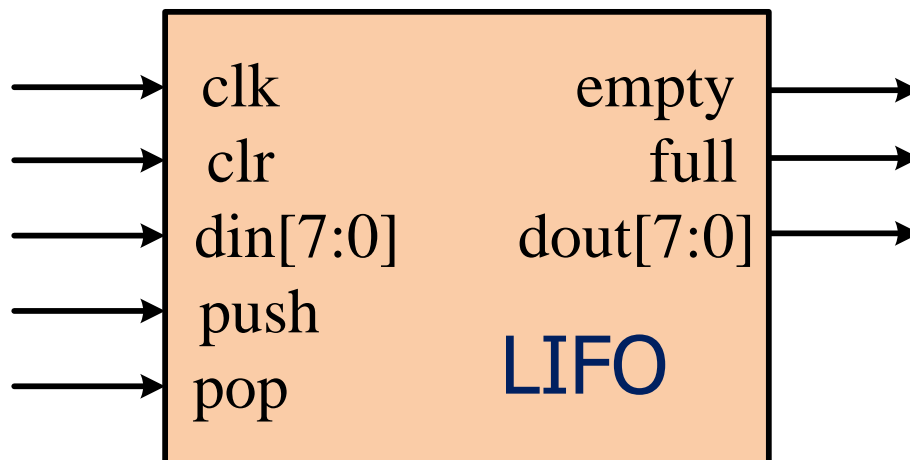 clk
clr
din[7:0]
push
pop
empty
full
dout[7:0]
LIFO